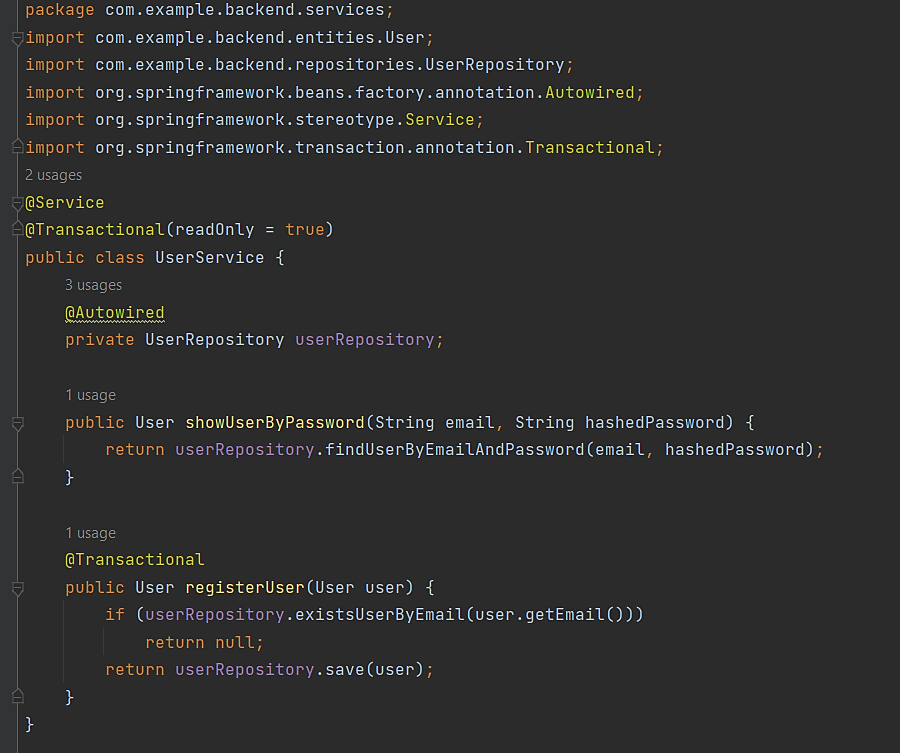 package com.example.backend.services;
import com.example.backend.entities.User;
import com.example.backend.repositories.UserRepository;
import org.springframework.beans.factory.annotation.Autowired;
import org.springframework.stereotype.Service;
import org.springframework.transaction.annotation.Transactional;
2 usages
@Service
@Transactional(readOnly = true)
public class UserService {
3 usages
@Autowired
private UserRepository userRepository;
1 usage
public User showUserByPassword(String email, String hashedPassword) {
return userRepository.findUserByEmailAndPassword(email, hashedPassword);
}
1 usage
@Transactional
public User registerUser(User user) {
if (userRepository.existsUserByEmail(user.getEmail()))
return null;
return userRepository.save(user);
}
}